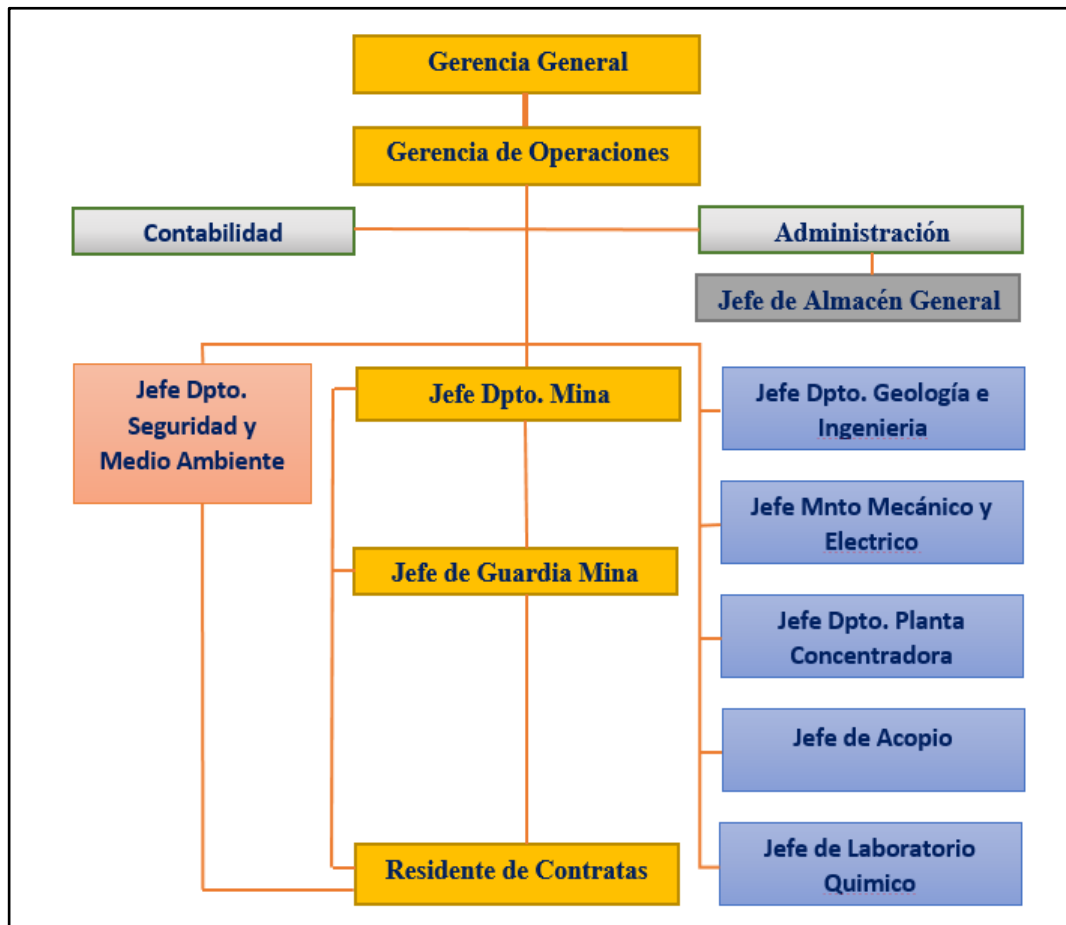 Gerencia General
Gerencia de Operaciones
Contabilidad
Administración
Jefe de Almacén General
Jefe Dpto.
Seguridad y
Medio Ambiente
Jefe Dpto. Mina
Jefe Dpto. Geología e
Ingenieria
Jefe Mnto Mecánico y
Electrico
Jefe de Guardia Mina
Jefe Dpto. Planta
Concentradora
Jefe de Acopio
Residente de Contratas
Jefe de Laboratorio
Quimico